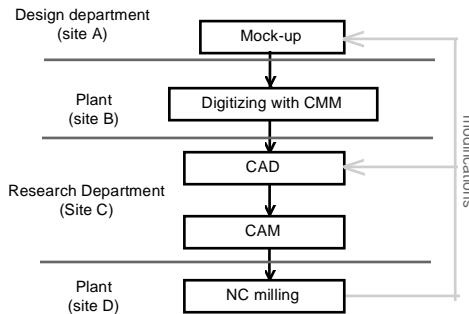 Design department
(site A)
Mock-up
Plant
(site B)
Digitizing with CMM
CAD
modifications
Research Department
(Site C)
CAM
Plant
(site D)
NC milling